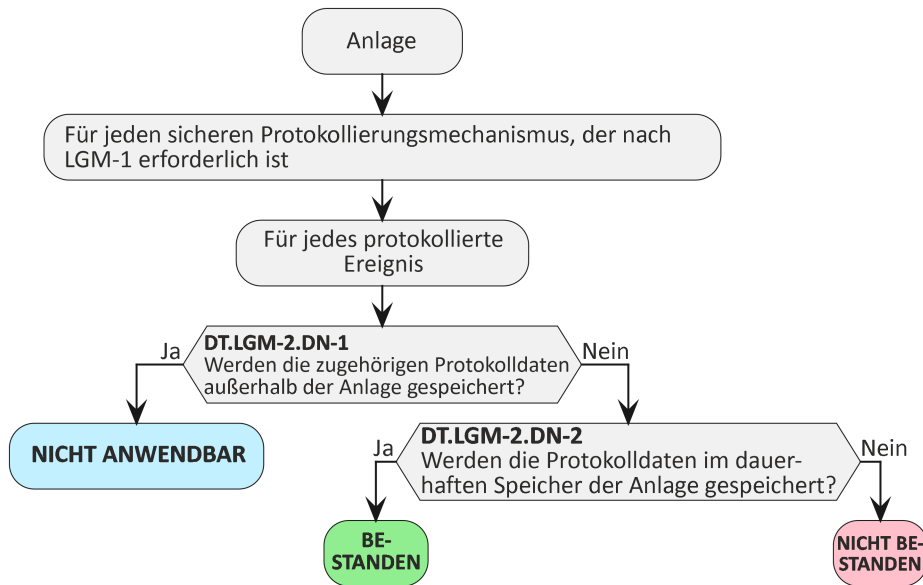 Anlage
Für jeden sicheren Protokollierungsmechanismus, der nach
LGM-1 erforderlich ist
Für jedes protokollierte
Ereignis
Ja
DT.LGM-2.DN-1
Werden die zugehörigen Protokolldaten
außerhalb der Anlage gespeichert?
Nein
NICHT ANWENDBAR
Ja
DT.LGM-2.DN-2
Werden die Protokolldaten im dauer-
haften Speicher der Anlage gespeichert?
Nein
BE-
STANDEN
NICHT BE-
STANDEN